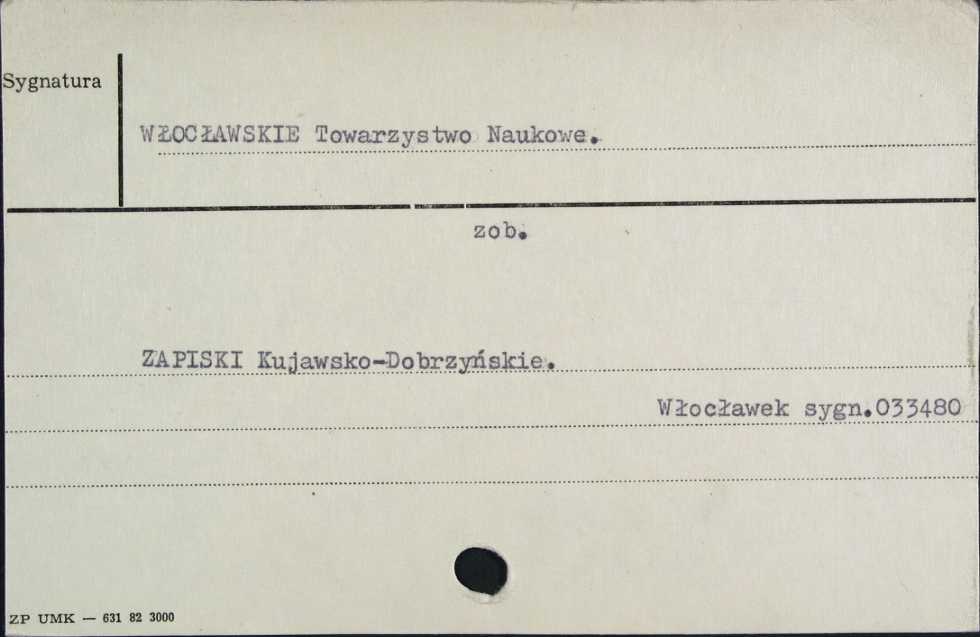 Sygnatura
WŁOCŁAWSKIE Towarzystwo Naukowe.
zob.
ZAPISKI Kujawsko-Dobrzyńskie.
Włocławek sygn.033480
ZP UMK — 631 82 3000